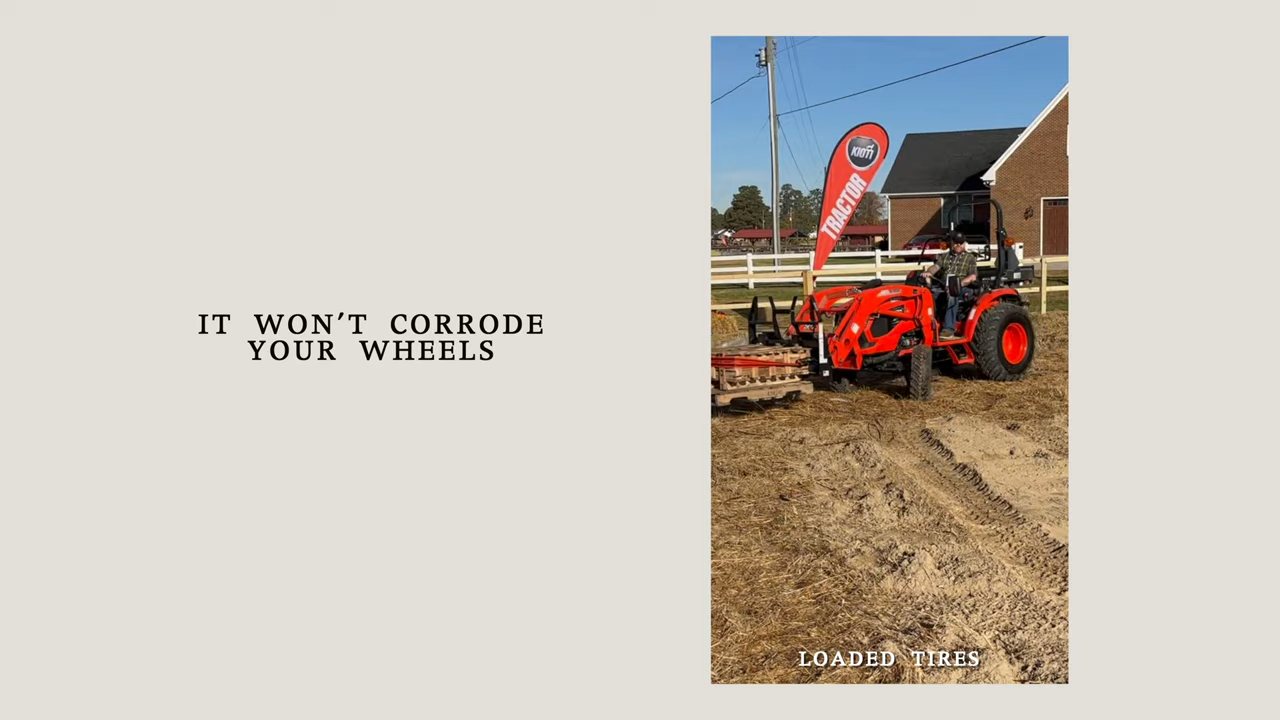 IT WON'T CORRODE
YOUR WHEELS
KIOTI
TRACTOR
LOADED TIRES